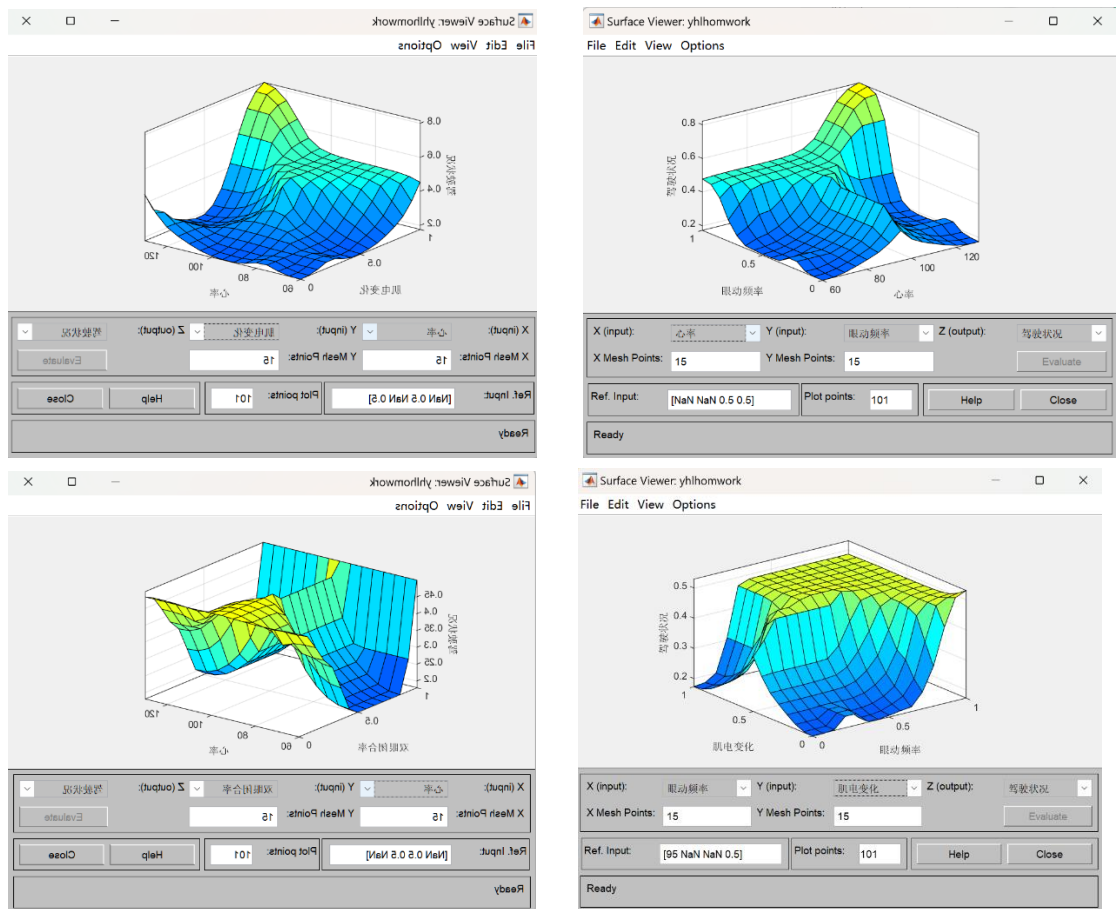 Surface Viewer: yhlhomwork
File Edit View Options
0.8
0.6
0.4
0.2
驾驶状况
1
0.5
0
肌电变化
60
80
100
120
心率
X (input): 心率 Y (input): 肌电变化 Z (output): 驾驶状况
X Mesh Points: 15 Y Mesh Points: 15 Evaluate
Ref. Input: [NaN 0.5 NaN 0.5] Plot points: 101 Help Close
Ready
Surface Viewer: yhlhomwork
File Edit View Options
0.8
0.6
0.4
0.2
驾驶状况
1
0.5
0
眼动频率
60
80
100
120
心率
X (input): 心率 Y (input): 眼动频率 Z (output): 驾驶状况
X Mesh Points: 15 Y Mesh Points: 15 Evaluate
Ref. Input: [NaN NaN 0.5 0.5] Plot points: 101 Help Close
Ready
Surface Viewer: yhlhomwork
File Edit View Options
0.45
0.4
0.35
0.3
0.25
0.2
驾驶状况
1
0.5
0
双眼闭合率
60
80
100
120
心率
X (input): 心率 Y (input): 双眼闭合率 Z (output): 驾驶状况
X Mesh Points: 15 Y Mesh Points: 15 Evaluate
Ref. Input: [NaN 0.5 0.5 NaN] Plot points: 101 Help Close
Ready
Surface Viewer: yhlhomwork
File Edit View Options
0.5
0.4
0.3
0.2
驾驶状况
1
0.5
0
肌电变化
0
0.5
1
眼动频率
X (input): 眼动频率 Y (input): 肌电变化 Z (output): 驾驶状况
X Mesh Points: 15 Y Mesh Points: 15 Evaluate
Ref. Input: [95 NaN NaN 0.5] Plot points: 101 Help Close
Ready